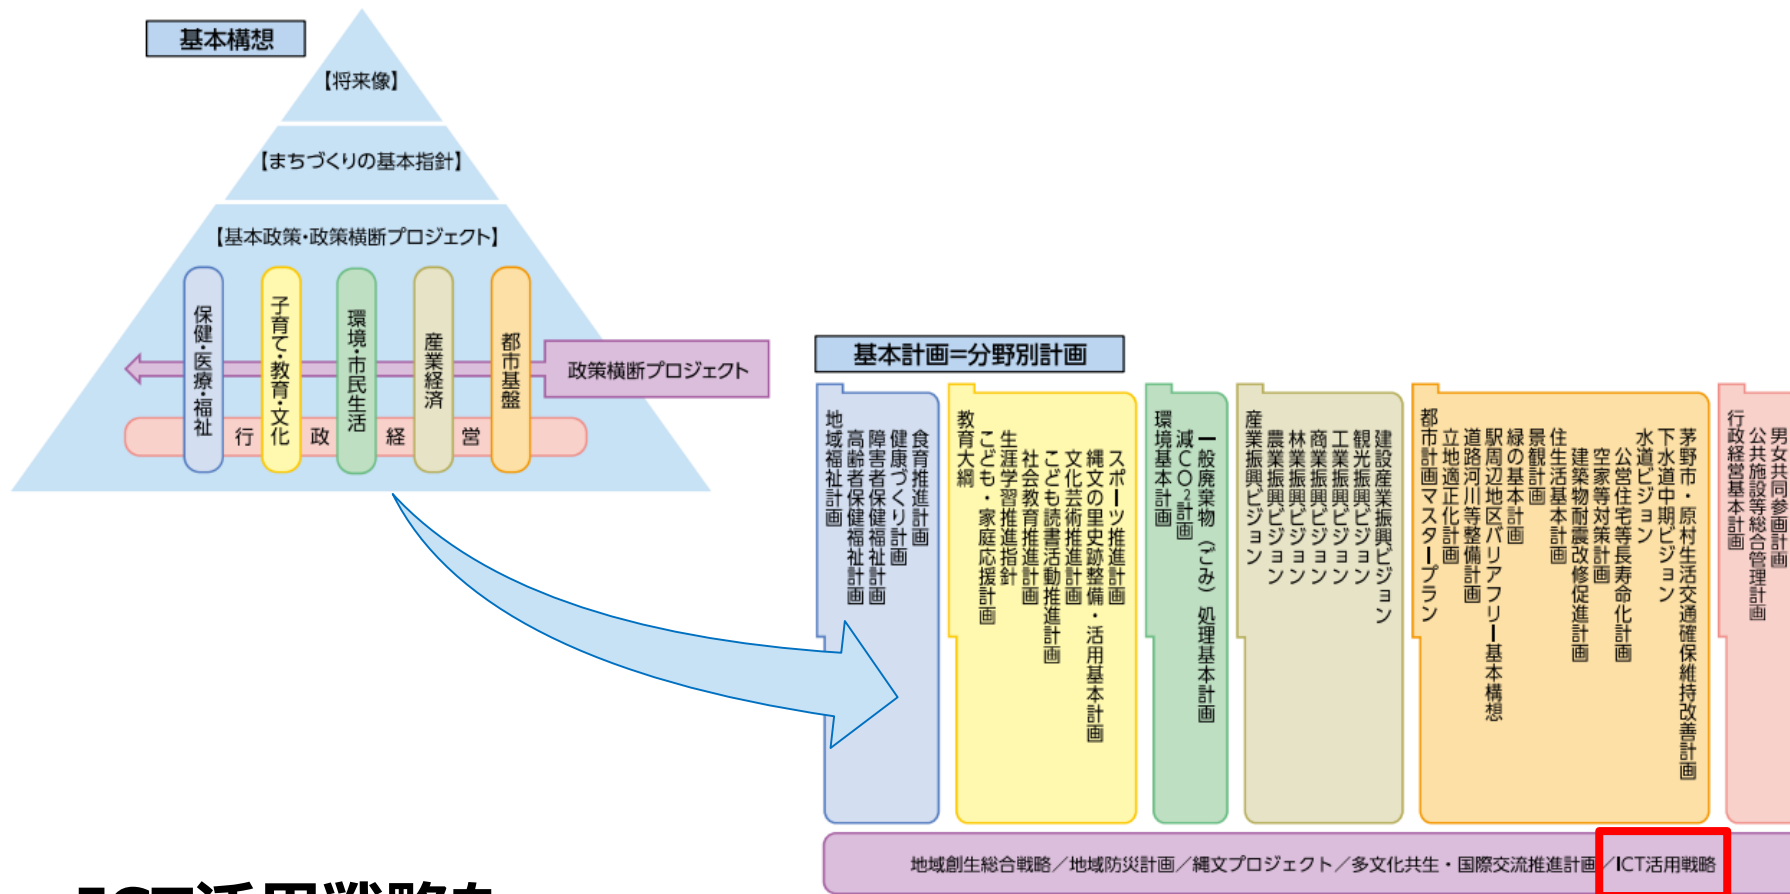 基本構想
【将来像】
【まちづくりの基本指針】
【基本政策・政策横断プロジェクト】
保健・医療・福祉
子育て・教育・文化
環境・市民生活
産業経済
都市基盤
政策横断プロジェクト
行政経営
基本計画=分野別計画
地域福祉計画
高齢者保健福祉計画
障害者保健福祉計画
健康づくり計画
食育推進計画
教育大綱
こども・家庭応援計画
生涯学習推進指針
社会教育推進計画
こども読書活動推進計画
文化芸術推進計画
縄文の里史跡整備・活用基本計画
スポーツ推進計画
環境基本計画
減CO₂計画
一般廃棄物（ごみ）処理基本計画
産業振興ビジョン
農業振興ビジョン
林業振興ビジョン
商業振興ビジョン
工業振興ビジョン
観光振興ビジョン
建設産業振興ビジョン
都市計画マスタープラン
立地適正化計画
道路河川等整備計画
駅周辺地区バリアフリー基本構想
緑の基本計画
景観計画
住生活基本計画
建築物耐震改修促進計画
空家等対策計画
公営住宅等長寿命化計画
水道ビジョン
下水道中期ビジョン
茅野市・原村生活交通確保維持改善計画
行政経営基本計画
公共施設等総合管理計画
男女共同参画計画
地域創生総合戦略／地域防災計画／縄文プロジェクト／多文化共生・国際交流推進計画／ICT活用戦略
ICT活用戦略を